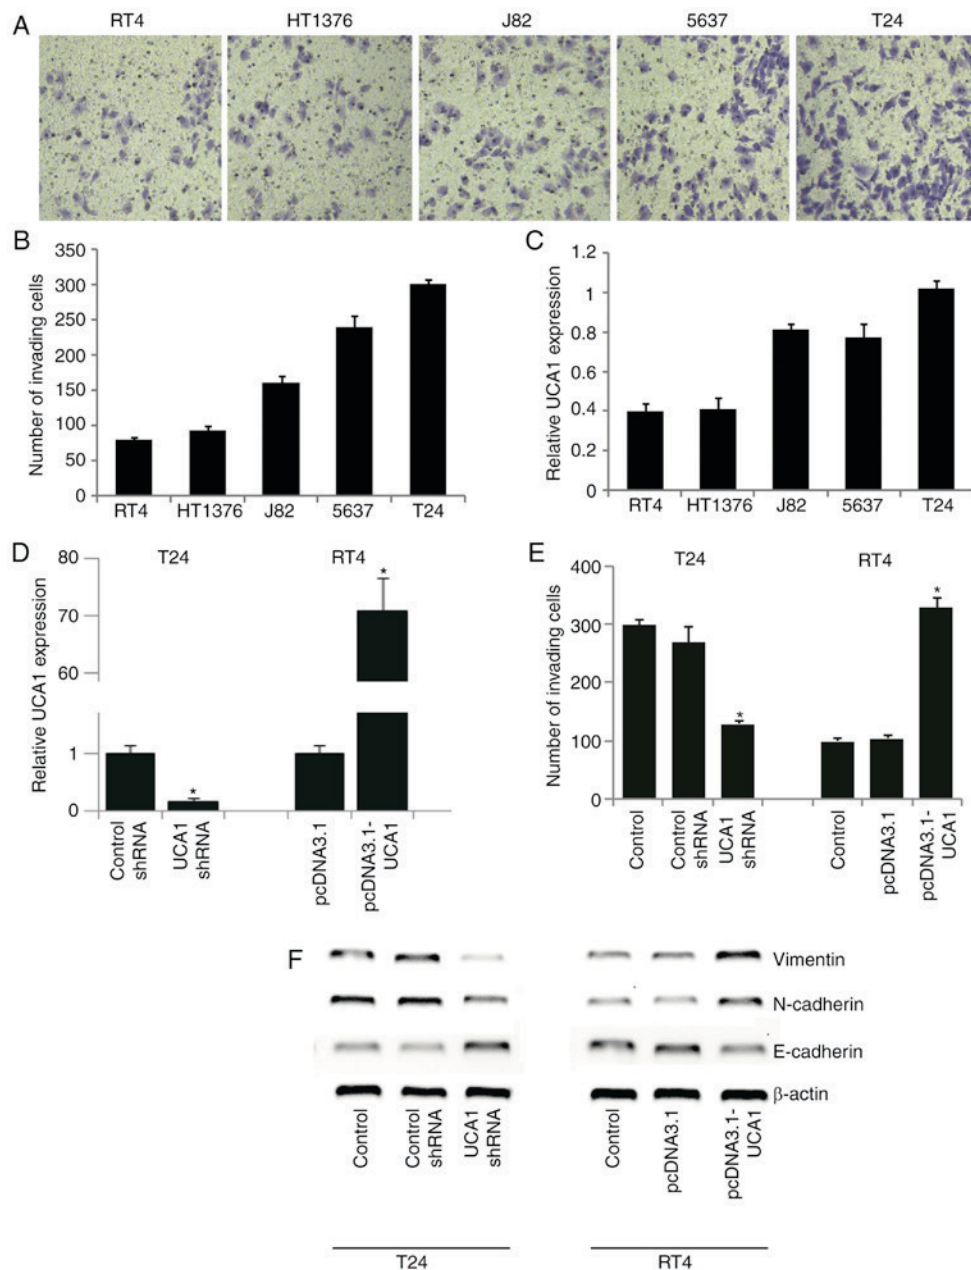 A
RT4 HT1376 J82 5637 T24
B
Number of invading cells
350
300
250
200
150
100
50
0
RT4 HT1376 J82 5637 T24
C
Relative UCA1 expression
1.2
1
0.8
0.6
0.4
0.2
0
RT4 HT1376 J82 5637 T24
D
T24 RT4
Relative UCA1 expression
80
70
60
1
0
*
*
Control
shRNA
UCA1
shRNA
pcDNA3.1
pcDNA3.1-
UCA1
E
T24 RT4
Number of invading cells
400
300
200
100
0
*
*
Control
Control
shRNA
UCA1
shRNA
Control
pcDNA3.1
pcDNA3.1-
UCA1
F
Vimentin
N-cadherin
E-cadherin
β-actin
Control
Control
shRNA
UCA1
shRNA
Control
pcDNA3.1
pcDNA3.1-
UCA1
T24 RT4